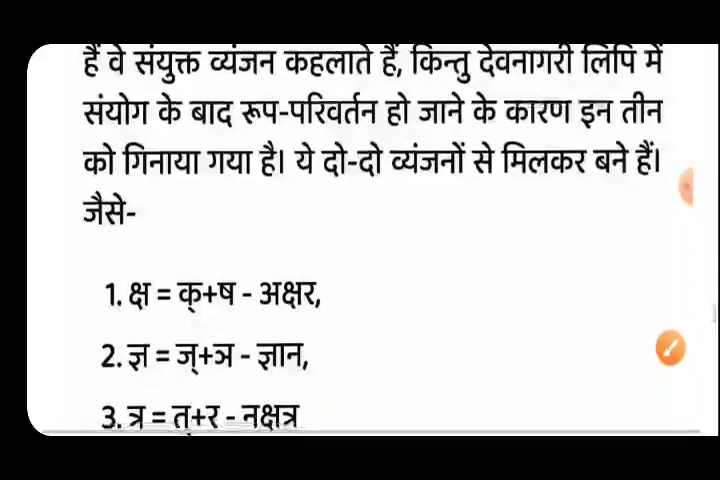 हैं वे संयुक्त व्यंजन कहलाते हैं, किन्तु देवनागरी लिपि में
संयोग के बाद रूप-परिवर्तन हो जाने के कारण इन तीन
को गिनाया गया है। ये दो-दो व्यंजनों से मिलकर बने हैं।
जैसे-
1. क्ष = क्+ष - अक्षर,
2. ज्ञ = ज्+ञ - ज्ञान,
3. त्र = त्+र - नक्षत्र